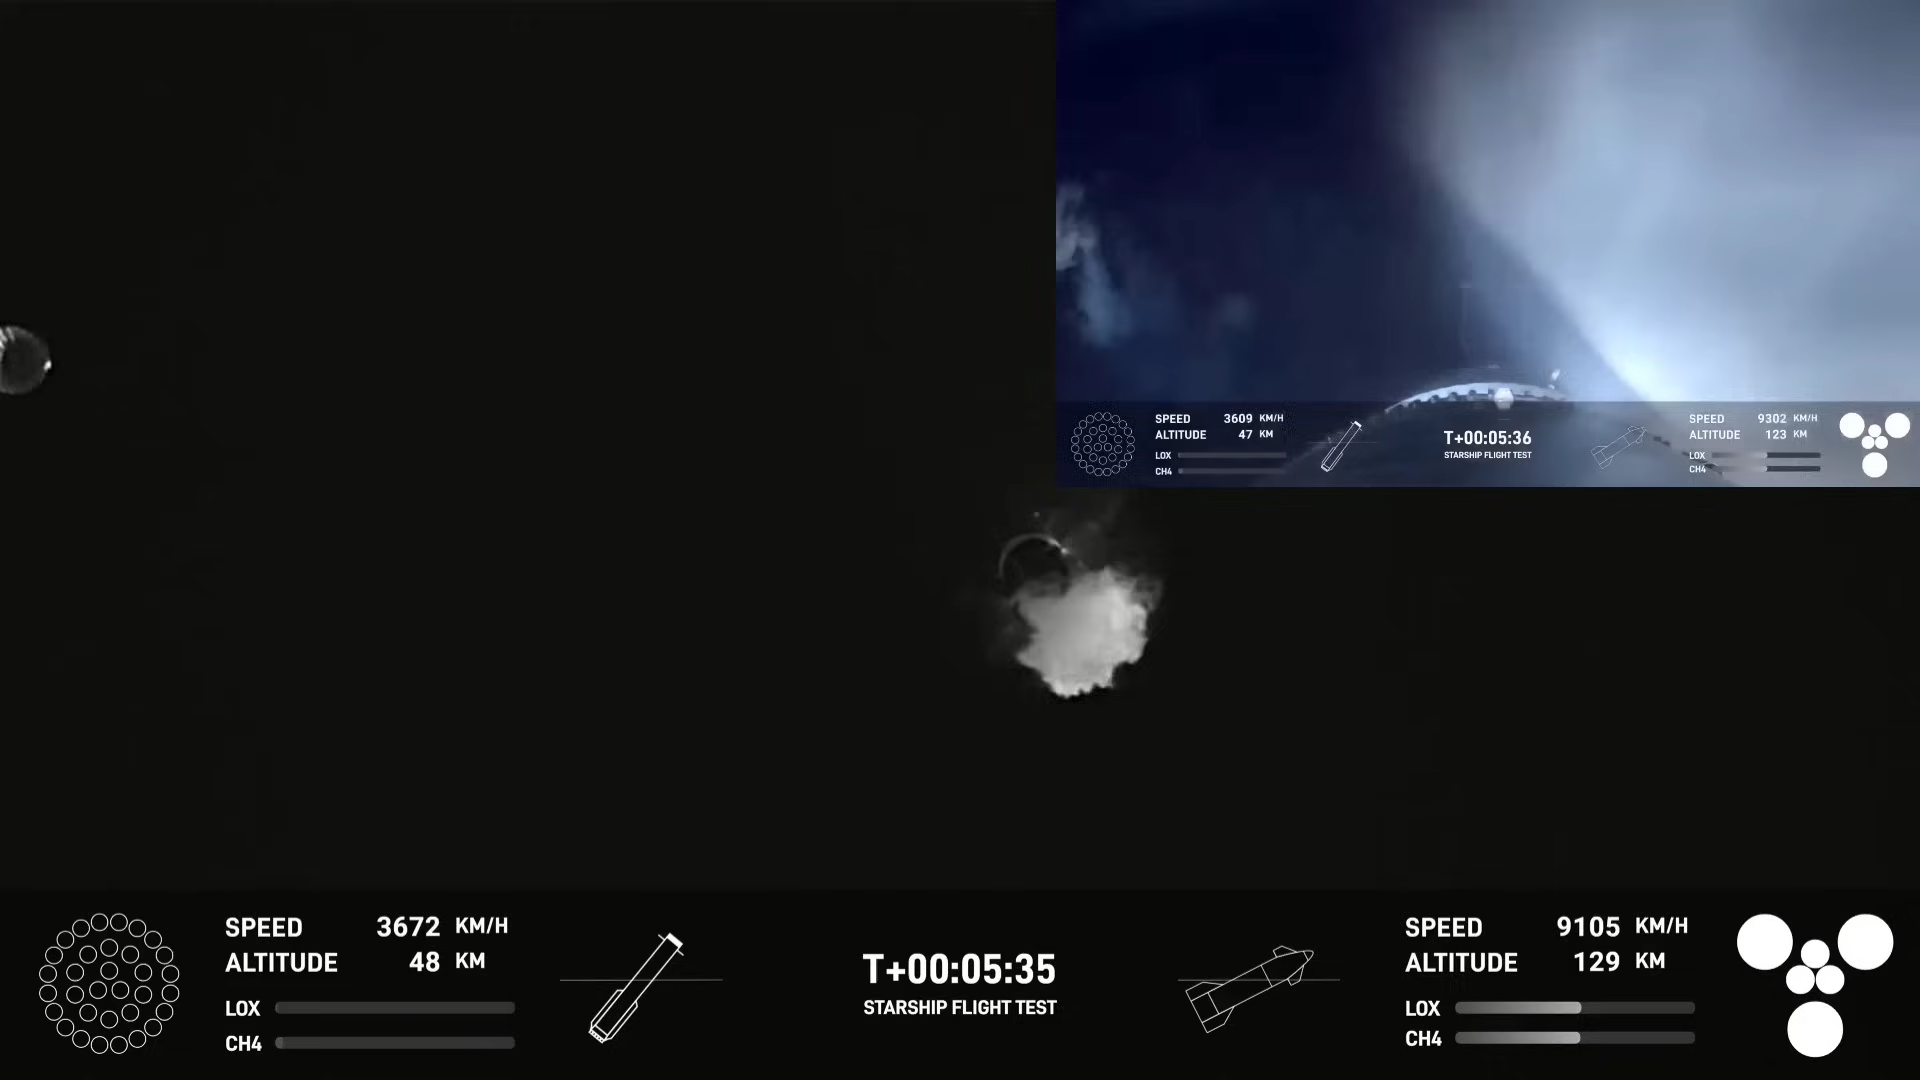 SPEED 3609 KM/H
ALTITUDE 47 KM
LOX
CH4
T+00:05:36
STARSHIP FLIGHT TEST
SPEED 9302 KM/H
ALTITUDE 123 KM
LOX
CH4
SPEED 3672 KM/H
ALTITUDE 48 KM
LOX
CH4
T+00:05:35
STARSHIP FLIGHT TEST
SPEED 9105 KM/H
ALTITUDE 129 KM
LOX
CH4